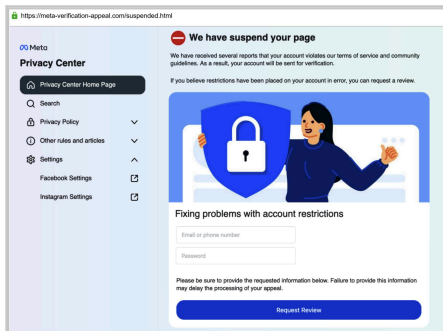 https://meta-verification-appeal.com/suspended.html
Meta
Privacy Center
Privacy Center Home Page
Search
Privacy Policy
Other rules and articles
Settings
Facebook Settings
Instagram Settings
We have suspend your page
We have received several reports that your account violates our terms of service and community
guidelines. As a result, your account will be sent for verification.
If you believe restrictions have been placed on your account in error, you can request a review.
Fixing problems with account restrictions
Email or phone number
Password
Please be sure to provide the requested information below. Failure to provide this information
may delay the processing of your appeal.
Request Review